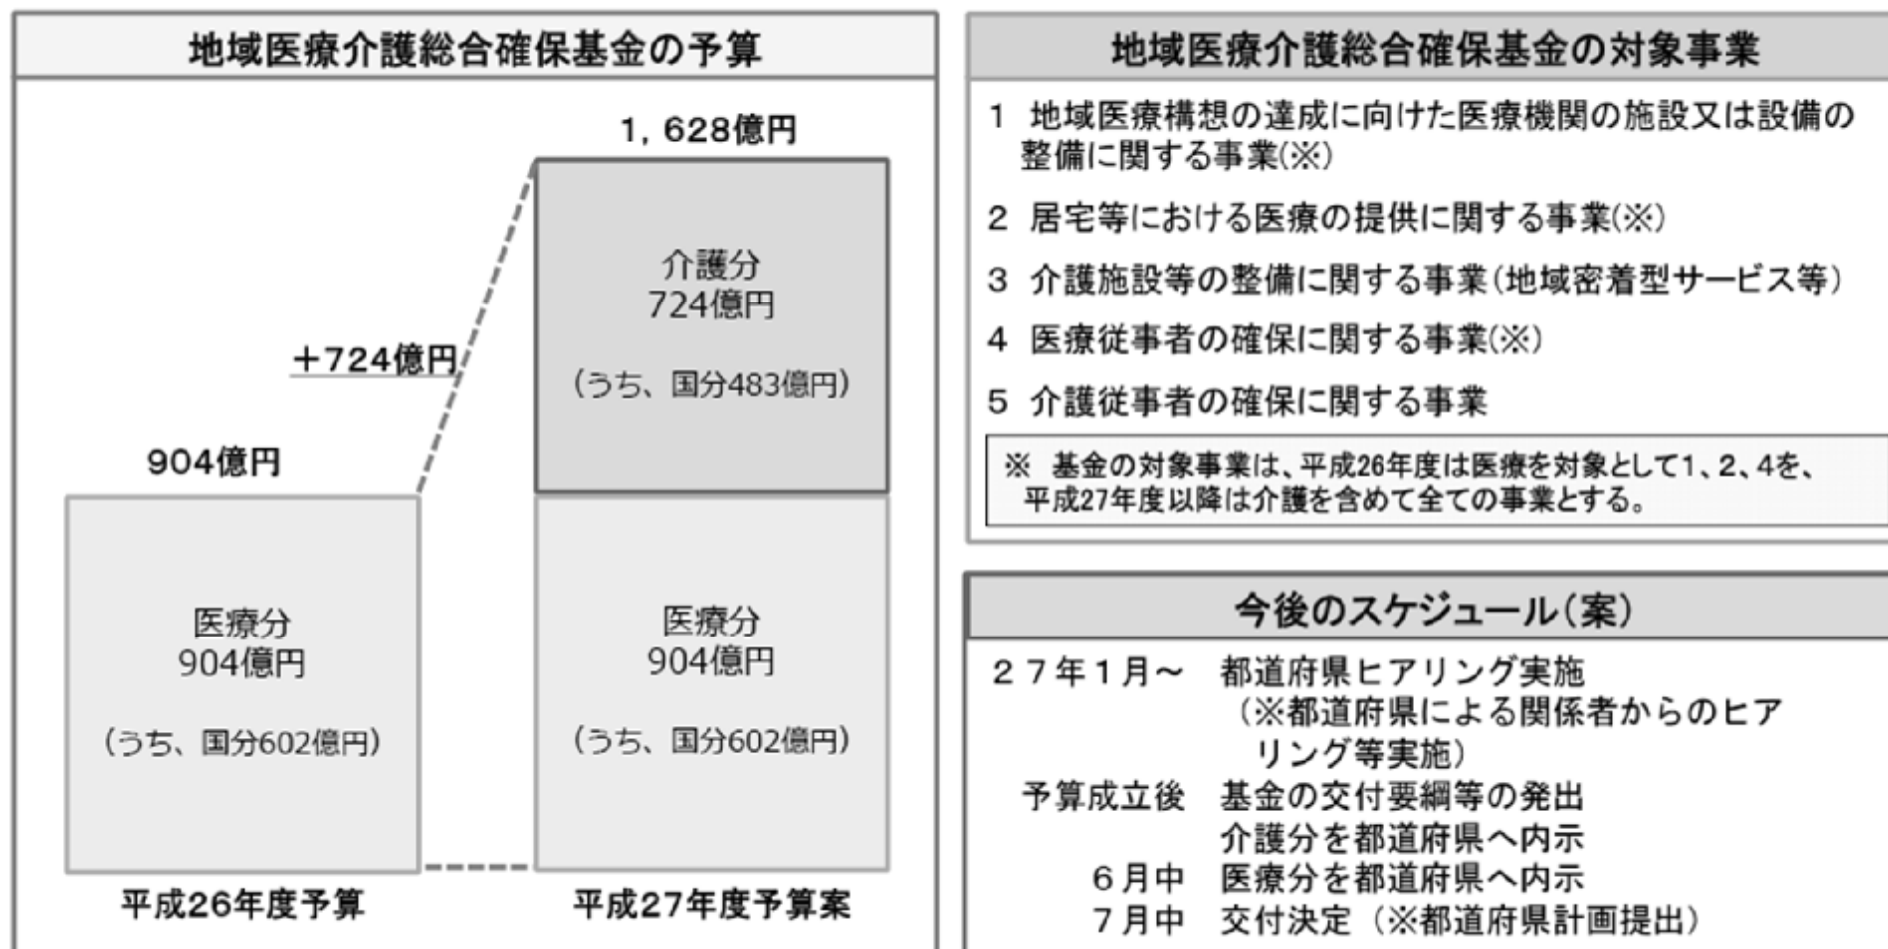 地域医療介護総合確保基金の予算
1，628億円
介護分
724億円
（うち、国分483億円）
＋724億円
904億円
医療分
904億円
（うち、国分602億円）
医療分
904億円
（うち、国分602億円）
平成26年度予算
平成27年度予算案
地域医療介護総合確保基金の対象事業
1 地域医療構想の達成に向けた医療機関の施設又は設備の
整備に関する事業(※)
2 居宅等における医療の提供に関する事業(※)
3 介護施設等の整備に関する事業（地域密着型サービス等）
4 医療従事者の確保に関する事業(※)
5 介護従事者の確保に関する事業
※ 基金の対象事業は、平成26年度は医療を対象として1、2、4を、
平成27年度以降は介護を含めて全ての事業とする。
今後のスケジュール（案）
２７年１月～ 都道府県ヒアリング実施
（※都道府県による関係者からのヒア
リング等実施）
予算成立後 基金の交付要綱等の発出
介護分を都道府県へ内示
６月中 医療分を都道府県へ内示
７月中 交付決定（※都道府県計画提出）